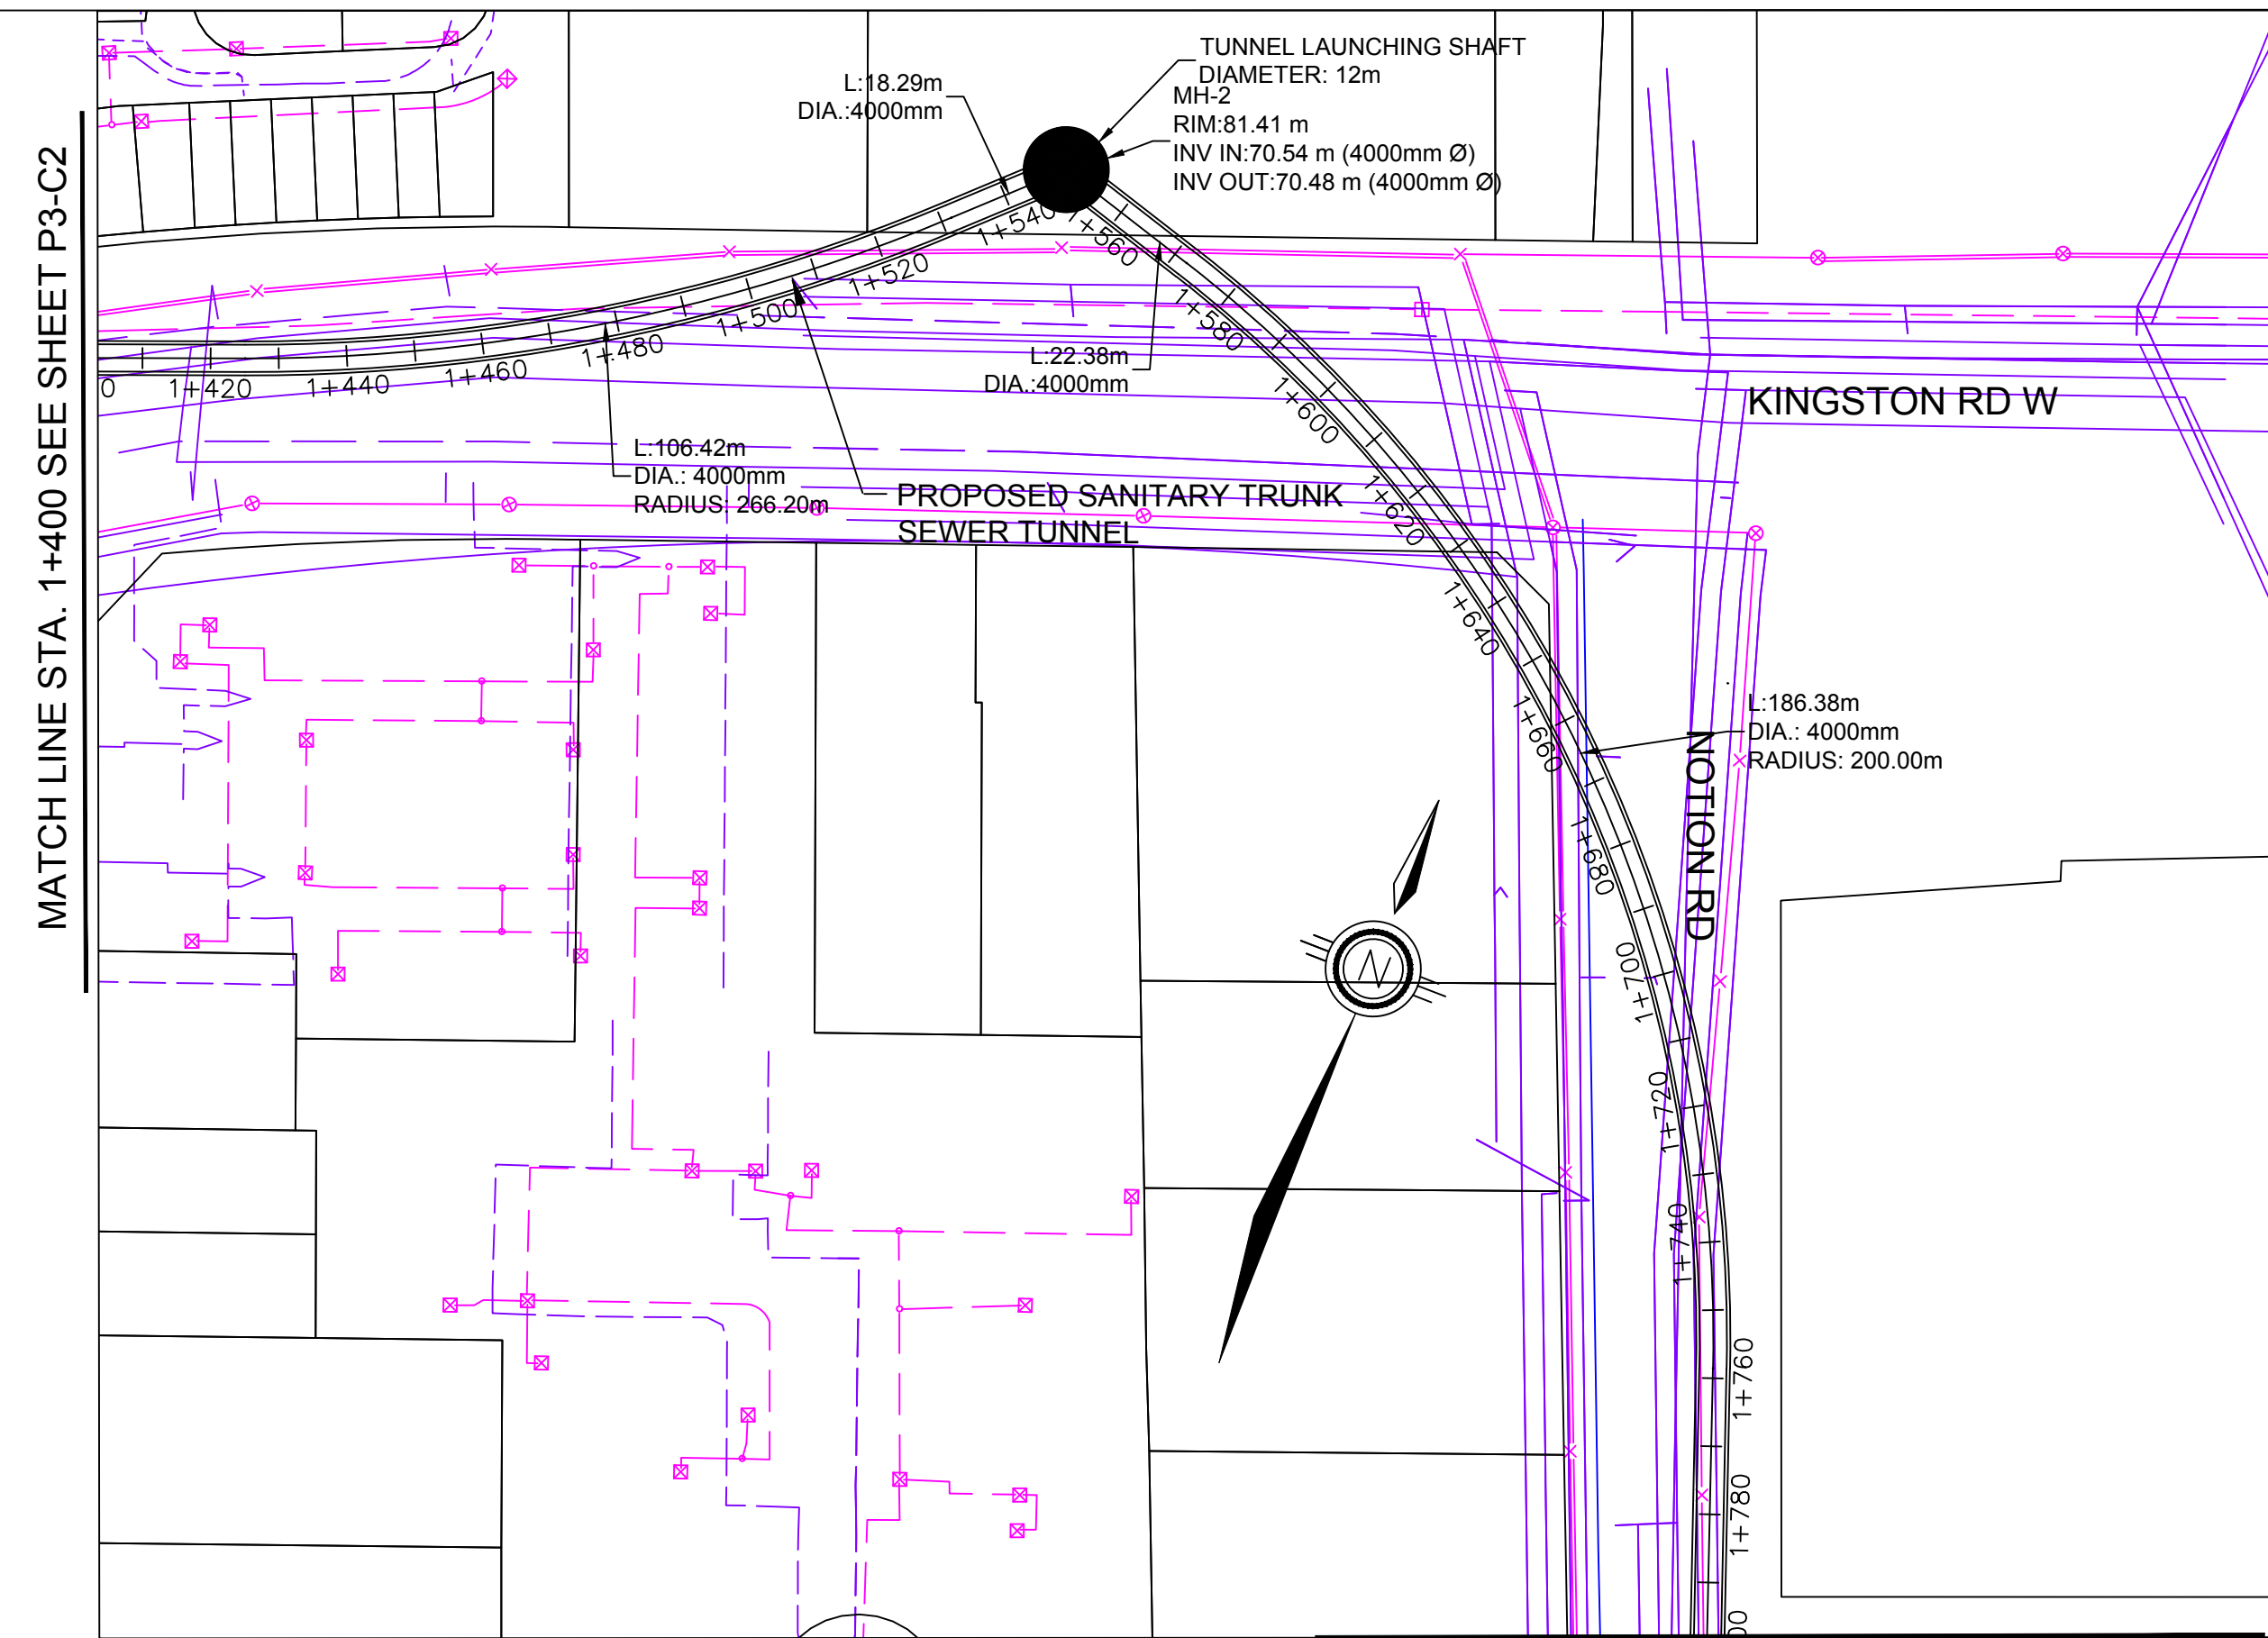 TUNNEL LAUNCHING SHAFT
DIAMETER: 12m
MH-2
RIM:81.41 m
INV IN:70.54 m (4000mm Ø)
INV OUT:70.48 m (4000mm Ø)
L:18.29m
DIA.:4000mm
MATCH LINE STA. 1+400 SEE SHEET P3-C2
0
1+420
1+440
1+460
1+480
1+500
1+520
1+540
1+560
1+580
1+600
1+620
1+640
1+660
1+680
1+700
1+720
1+740
1+760
1+780
00
L:22.38m
DIA.:4000mm
KINGSTON RD W
L:106.42m
DIA.: 4000mm
RADIUS: 266.20m
PROPOSED SANITARY TRUNK
SEWER TUNNEL
L:186.38m
DIA.: 4000mm
RADIUS: 200.00m
NOTION RD
N